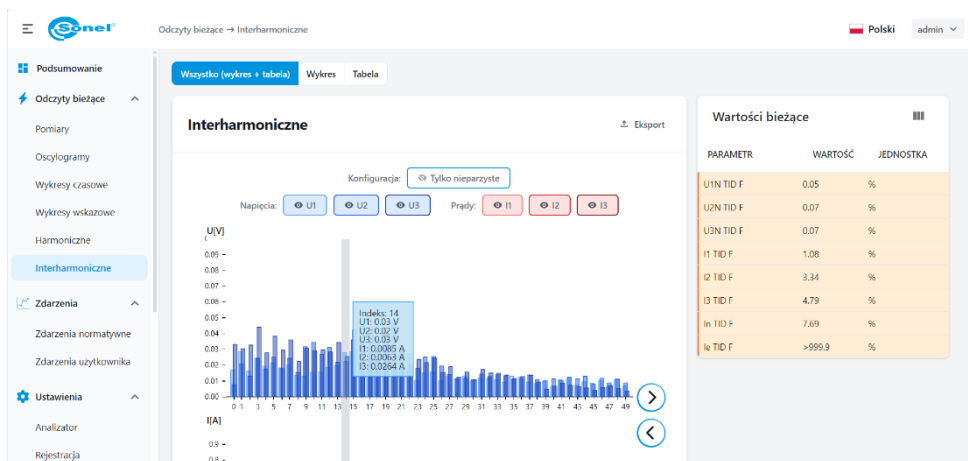 Sonel®
Odczyty bieżące → Interharmoniczne
Polski
admin
Podsumowanie
Odczyty bieżące
Pomiary
Oscylogramy
Wykresy czasowe
Wykresy wskazowe
Harmoniczne
Interharmoniczne
Zdarzenia
Zdarzenia normatywne
Zdarzenia użytkownika
Ustawienia
Analizator
Rejestracja
Wszystko (wykres + tabela) Wykres Tabela
Interharmoniczne
Eksport
Konfiguracja: Tylko nieparzyste
Napięcia: U1 U2 U3 Prądy: I1 I2 I3
U[V]
0.09
0.08
0.07
0.06
0.05
0.04
0.03
0.02
0.01
0.00
Indeks: 14
U1: 0.03 V
U2: 0.02 V
U3: 0.03 V
I1: 0.0085 A
I2: 0.0063 A
I3: 0.0264 A
0 1 3 5 7 9 11 13 15 17 19 21 23 25 27 29 31 33 35 37 39 41 43 45 47 49
I[A]
0.9
0.8
Wartości bieżące
PARAMETR WARTOŚĆ JEDNOSTKA
U1N TID F 0.05 %
U2N TID F 0.07 %
U3N TID F 0.07 %
I1 TID F 1.08 %
I2 TID F 3.34 %
I3 TID F 4.79 %
In TID F 7.69 %
Ie TID F >999.9 %